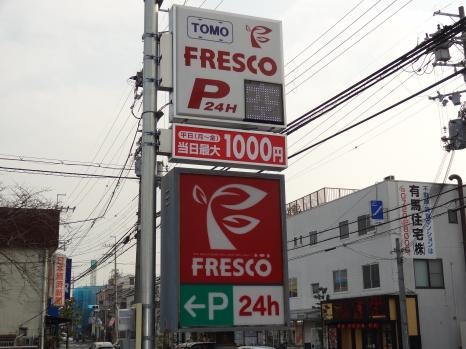 TOMO
FRESCO
P
24H
平日(月〜金)
当日最大 1000円
FRESCO
←P 24h
有馬住宅(株)